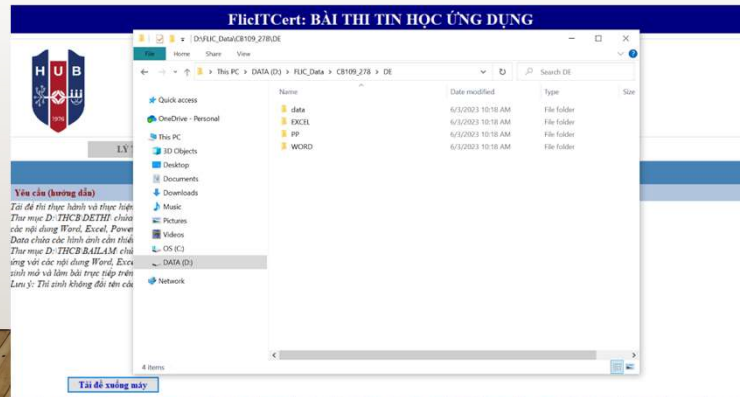 FlicITCert: BÀI THI TIN HỌC ỨNG DỤNG
D:\FLIC_Data\CB109_278\DE
File Home Share View
This PC > DATA (D:) > FLIC_Data > CB109_278 > DE
Search DE
Name Date modified Type Size
Quick access
OneDrive - Personal
This PC
3D Objects
Desktop
Documents
Downloads
Music
Pictures
Videos
OS (C:)
DATA (D:)
Network
data 6/3/2023 10:18 AM File folder
EXCEL 6/3/2023 10:18 AM File folder
PP 6/3/2023 10:18 AM File folder
WORD 6/3/2023 10:18 AM File folder
4 items
HUB
1976
LÝ
Yêu cầu (hướng dẫn)
Tải đề thi thực hành và thực hiện
Thư mục D:\THCB\DETHI\ chứa
các nội dung Word, Excel, Powe
Data chứa các hình ảnh cần thiế
Thư mục D:\THCB\BAILAM\ ch
ứng với các nội dung Word, Exce
sinh mở và làm bài trực tiếp trên
Lưu ý: Thí sinh không đổi tên cá
Tải đề xuống máy